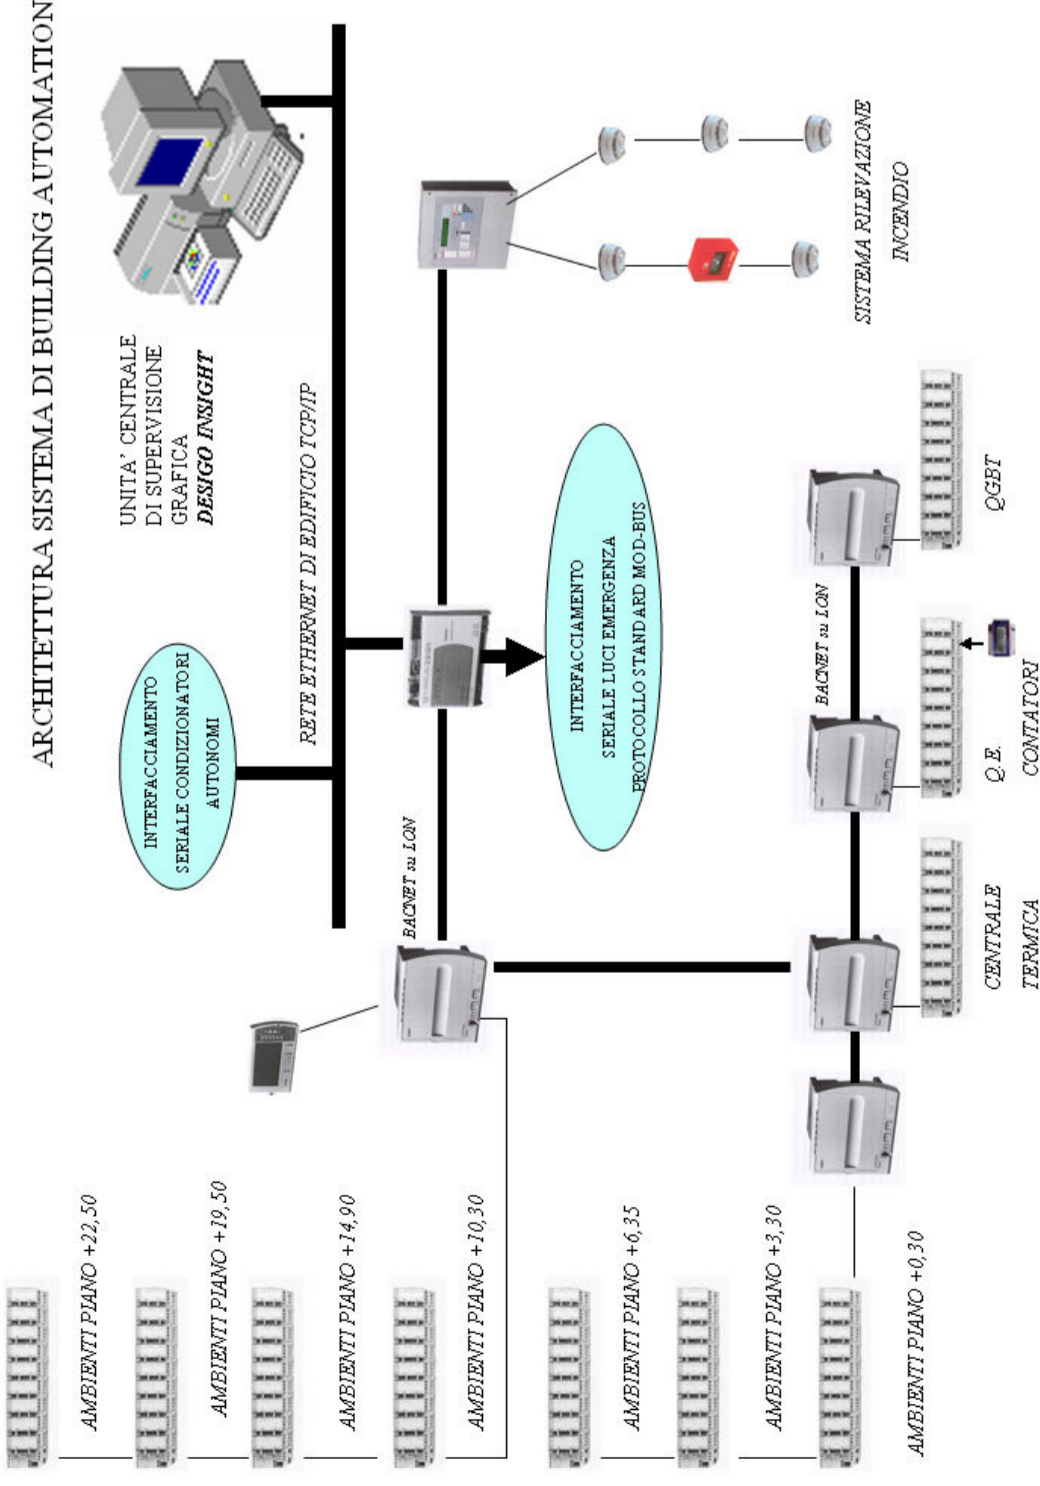 ARCHITETTURA SISTEMA DI BUILDING AUTOMATION
UNITA' CENTRALE
DI SUPERVISIONE
GRAFICA
DESIGO INSIGHT
INTERFACCIAMENTO
SERIALE CONDIZIONATORI
AUTONOMI
RETE ETHERNET DI EDIFICIO TCP/IP
BACNET su LON
INTERFACCIAMENTO
SERIALE LUCI EMERGENZA
PROTOCOLLO STANDARD MOD-BUS
SISTEMA RILEVAZIONE
INCENDIO
AMBIENTI PIANO +22,50
AMBIENTI PIANO +19,50
AMBIENTI PIANO +14,90
AMBIENTI PIANO +10,30
AMBIENTI PIANO +6,35
AMBIENTI PIANO +3,30
AMBIENTI PIANO +0,30
BACNET su LON
CENTRALE
TERMICA
Q.E.
CONTATORI
QGBT